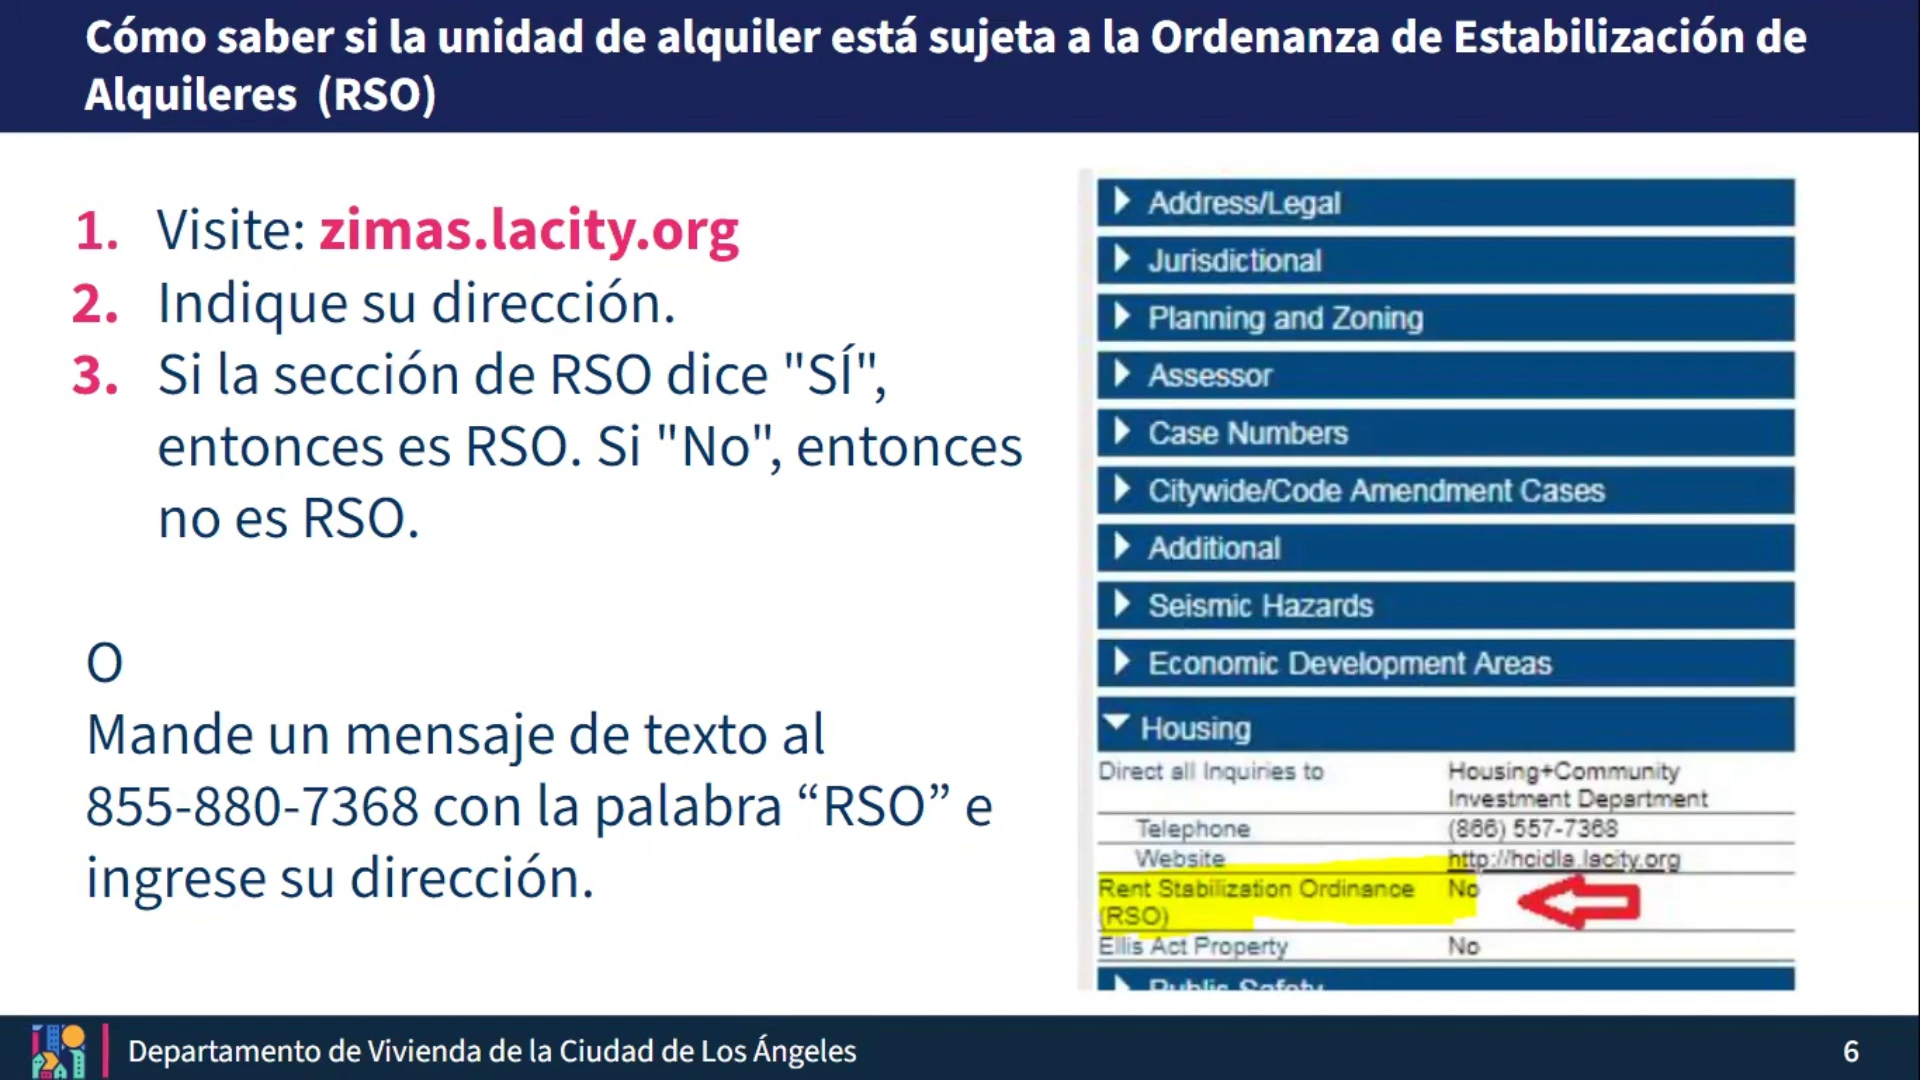 Cómo saber si la unidad de alquiler está sujeta a la Ordenanza de Estabilización de
Alquileres (RSO)
1. Visite: zimas.lacity.org
2. Indique su dirección.
3. Si la sección de RSO dice "SÍ",
entonces es RSO. Si "No", entonces
no es RSO.
O
Mande un mensaje de texto al
855-880-7368 con la palabra “RSO” e
ingrese su dirección.
Address/Legal
Jurisdictional
Planning and Zoning
Assessor
Case Numbers
Citywide/Code Amendment Cases
Additional
Seismic Hazards
Economic Development Areas
Housing
Direct all Inquiries to Housing+Community
Investment Department
Telephone (866) 557-7368
Website http://hcidla.lacity.org
Rent Stabilization Ordinance No
(RSO)
Ellis Act Property No
Public Safety
Departamento de Vivienda de la Ciudad de Los Ángeles 6